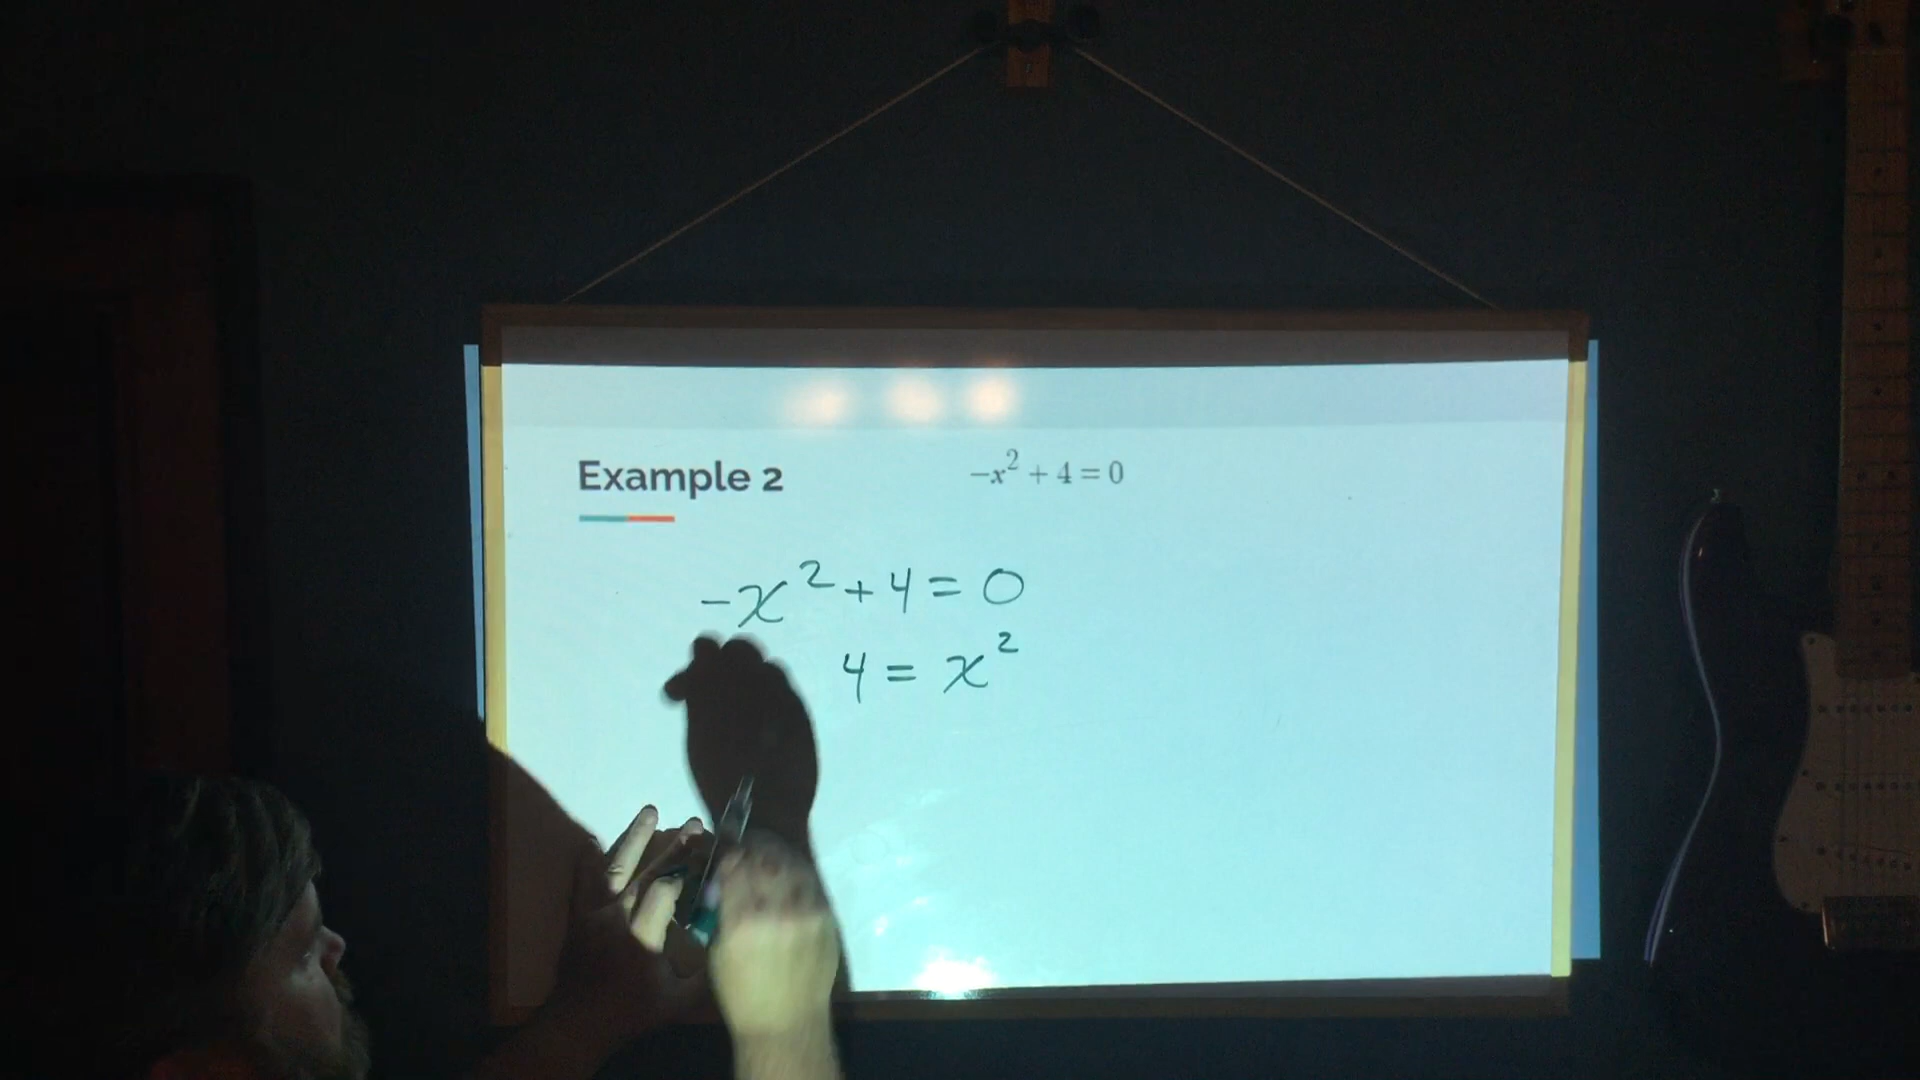 Example 2
-x² + 4 = 0
-x² + 4 = 0
4 = x²